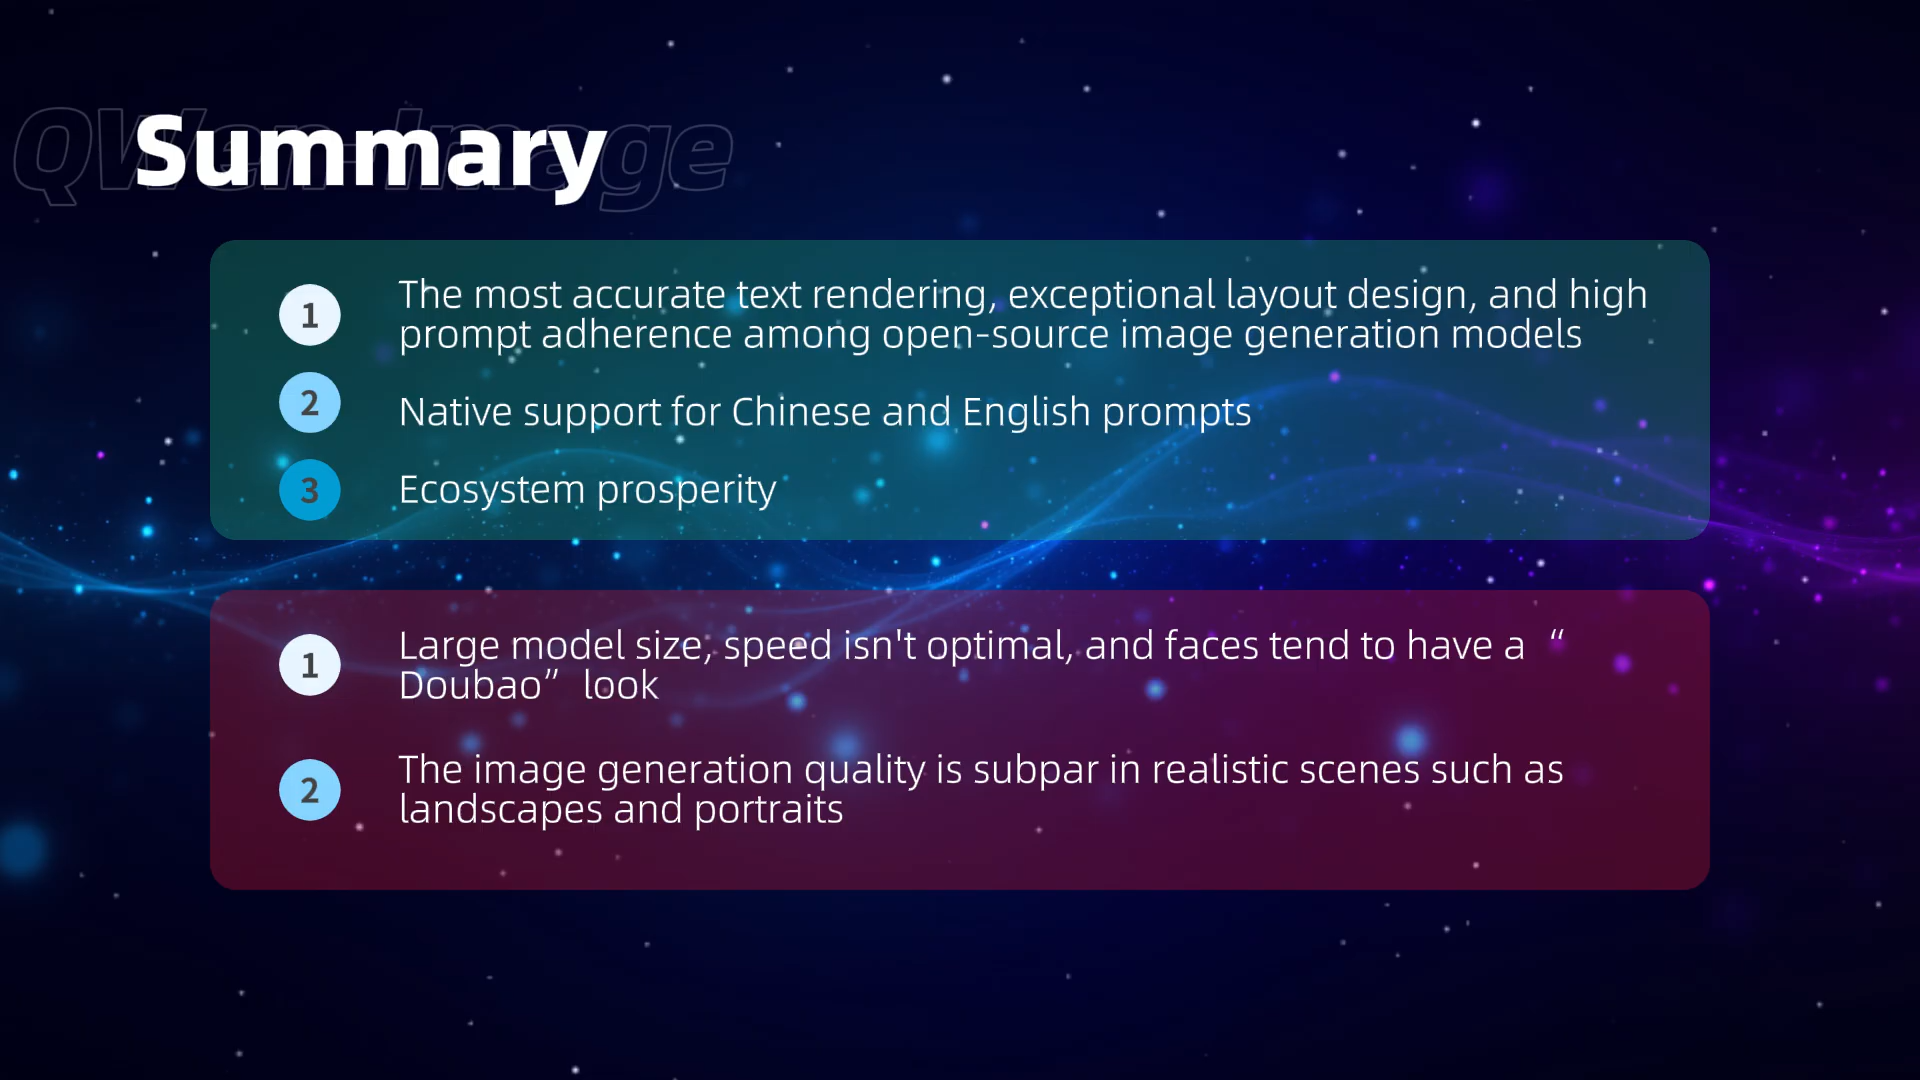 QWen-Image
Summary
1 The most accurate text rendering, exceptional layout design, and high
prompt adherence among open-source image generation models
2 Native support for Chinese and English prompts
3 Ecosystem prosperity
1 Large model size, speed isn't optimal, and faces tend to have a “
Doubao” look
2 The image generation quality is subpar in realistic scenes such as
landscapes and portraits